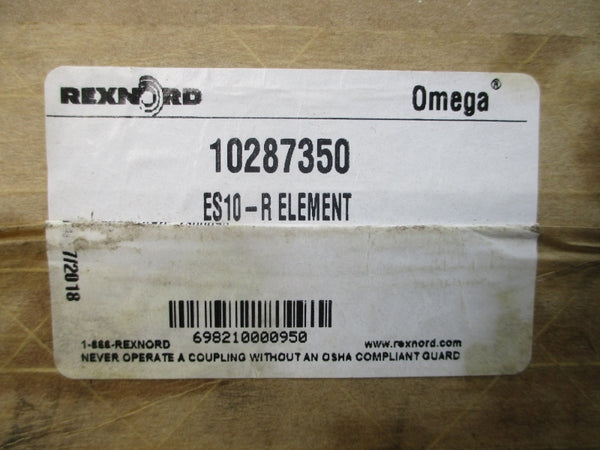 REXNORD Omega®
10287350
ES10-R ELEMENT
7/2018
698210000950
1-888-REXNORD www.rexnord.com
NEVER OPERATE A COUPLING WITHOUT AN OSHA COMPLIANT GUARD